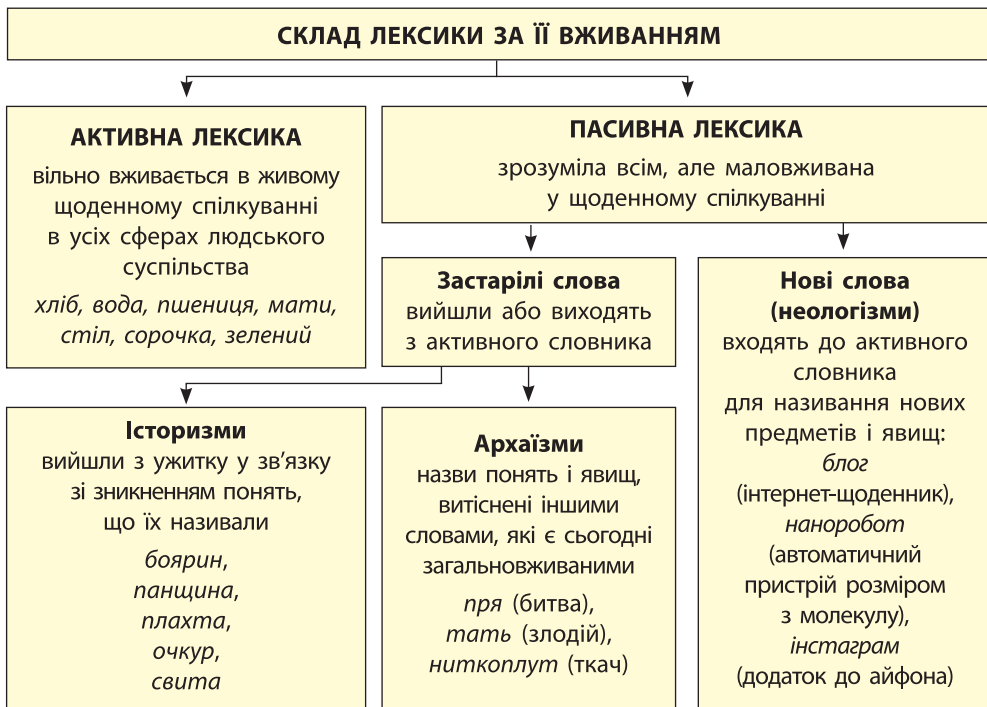 СКЛАД ЛЕКСИКИ ЗА ЇЇ ВЖИВАННЯМ
АКТИВНА ЛЕКСИКА
вільно вживається в живому
щоденному спілкуванні
в усіх сферах людського
суспільства
хліб, вода, пшениця, мати,
стіл, сорочка, зелений
ПАСИВНА ЛЕКСИКА
зрозуміла всім, але маловживана
у щоденному спілкуванні
Застарілі слова
вийшли або виходять
з активного словника
Нові слова
(неологізми)
входять до активного
словника
для називання нових
предметів і явищ:
блог
(інтернет-щоденник),
наноробот
(автоматичний
пристрій розміром
з молекулу),
інстаграм
(додаток до айфона)
Історизми
вийшли з ужитку у зв'язку
зі зникненням понять,
що їх називали
боярин,
панщина,
плахта,
очкур,
свита
Архаїзми
назви понять і явищ,
витіснені іншими
словами, які є сьогодні
загальновживаними
пря (битва),
тать (злодій),
ниткоплут (ткач)